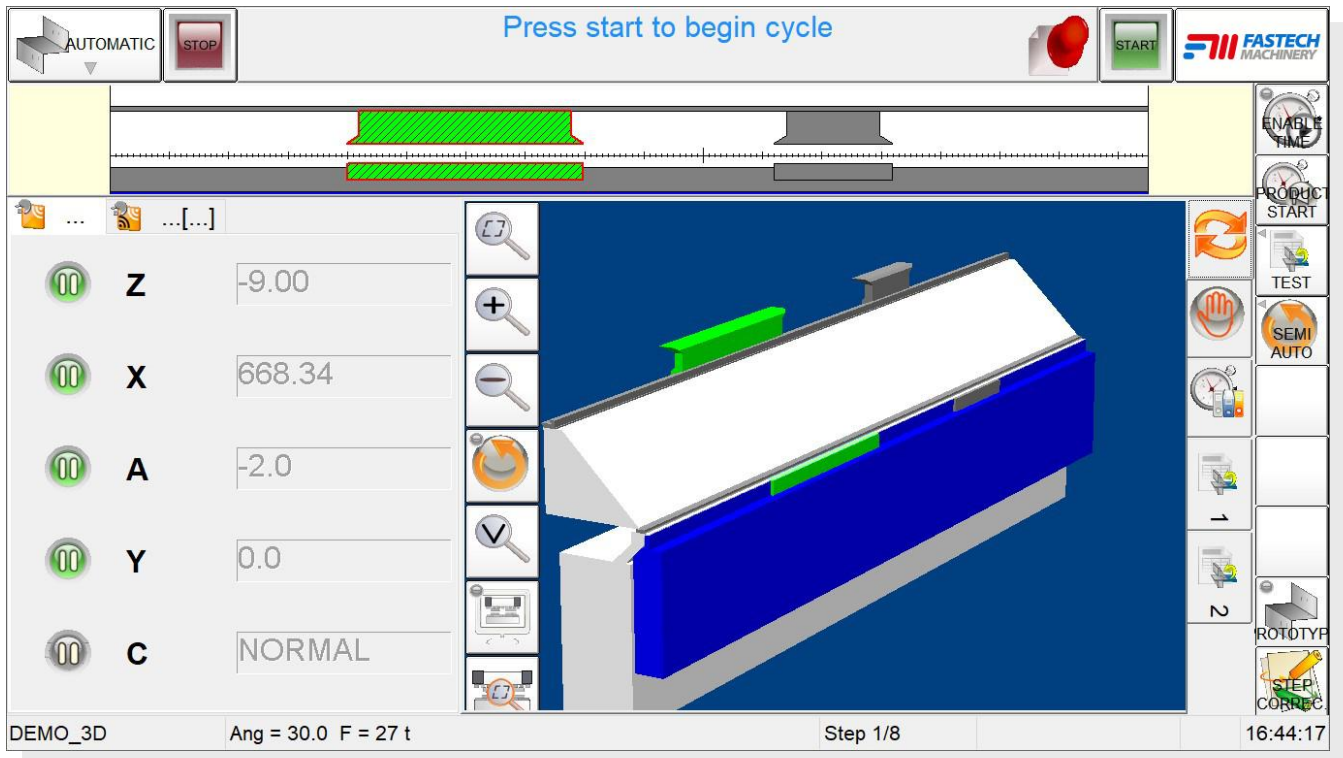 AUTOMATIC
STOP
Press start to begin cycle
START
FASTECH
MACHINERY
ENABLE
TIME
PRODUCT
START
TEST
SEMI
AUTO
... ...[...]
Z -9.00
X 668.34
A -2.0
Y 0.0
C NORMAL
1
2
ROTOTYP
STEP
CORREC.
DEMO_3D Ang = 30.0 F = 27 t Step 1/8 16:44:17